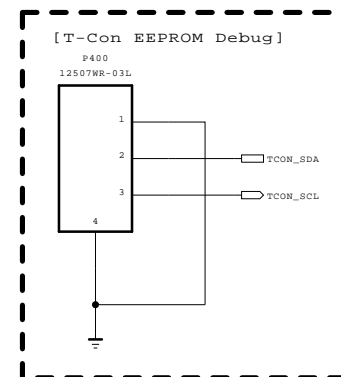 [T-Con EEPROM Debug]
P400
12507WR-03L
1
2
TCON_SDA
3
TCON_SCL
4